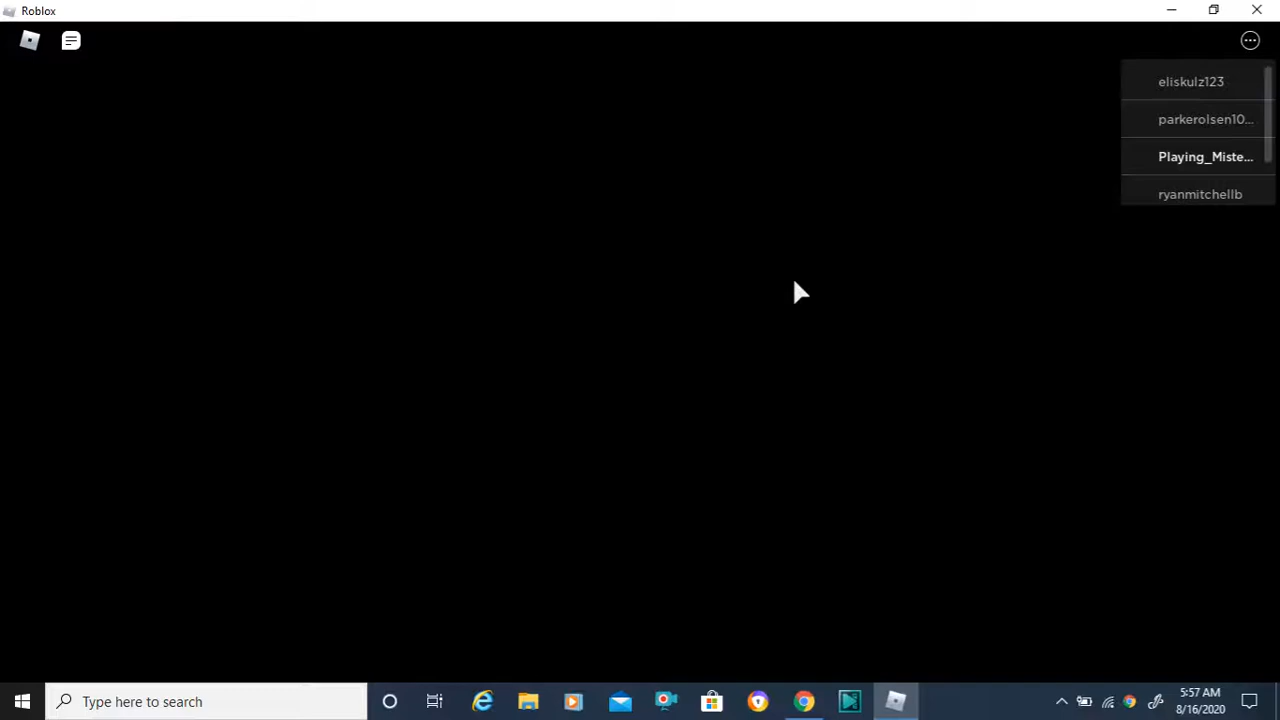 Roblox
eliskulz123
parkerolsen10...
Playing_Miste...
ryanmitchellb
Type here to search
5:57 AM
8/16/2020